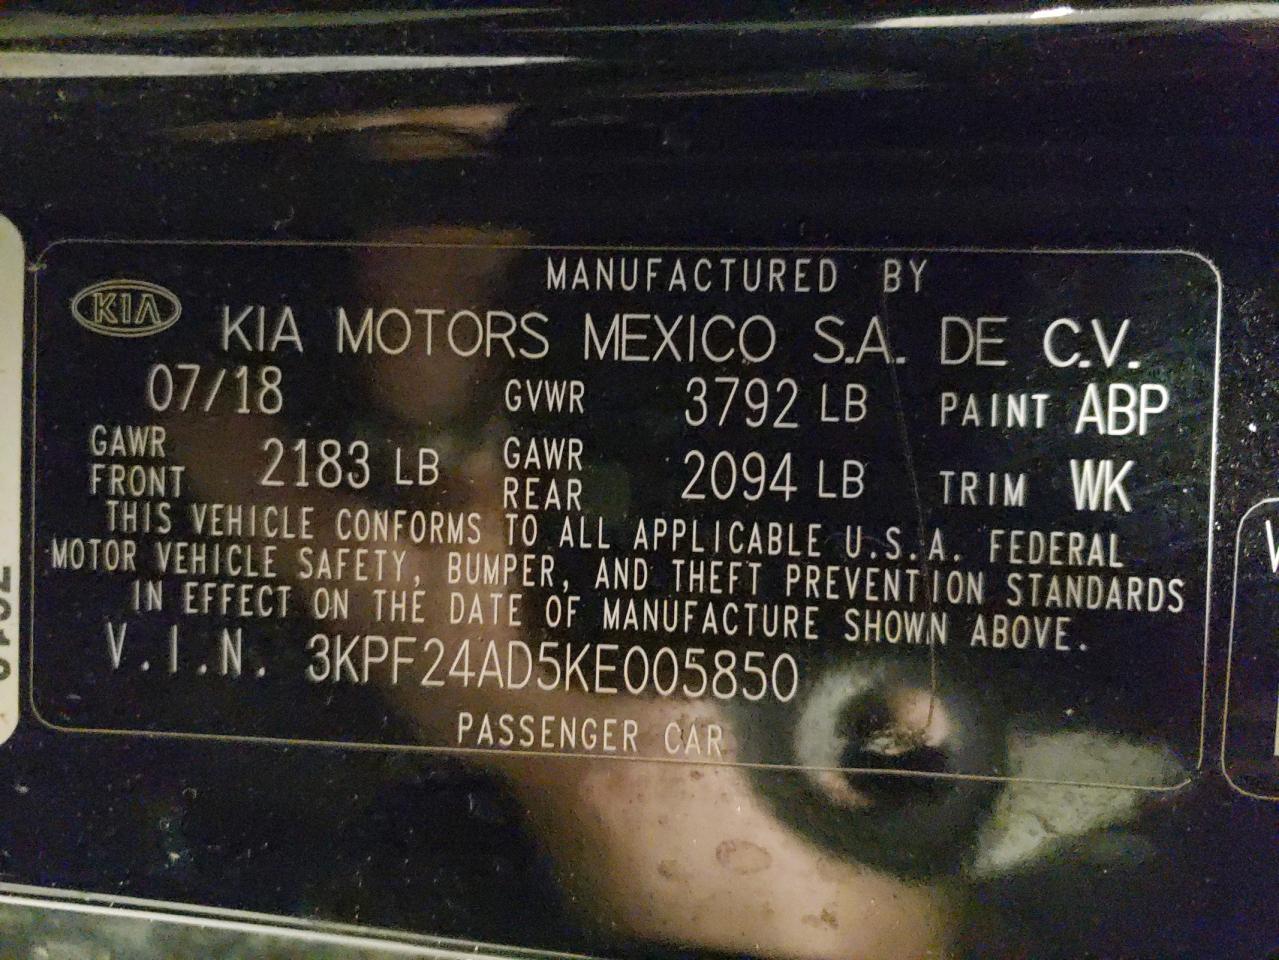 MANUFACTURED BY
KIA KIA MOTORS MEXICO S.A. DE C.V.
07/18 GVWR 3792 LB PAINT ABP
GAWR FRONT 2183 LB GAWR REAR 2094 LB TRIM WK
THIS VEHICLE CONFORMS TO ALL APPLICABLE U.S.A. FEDERAL
MOTOR VEHICLE SAFETY, BUMPER, AND THEFT PREVENTION STANDARDS
IN EFFECT ON THE DATE OF MANUFACTURE SHOWN ABOVE.
V.I.N. 3KPF24AD5KE005850
PASSENGER CAR